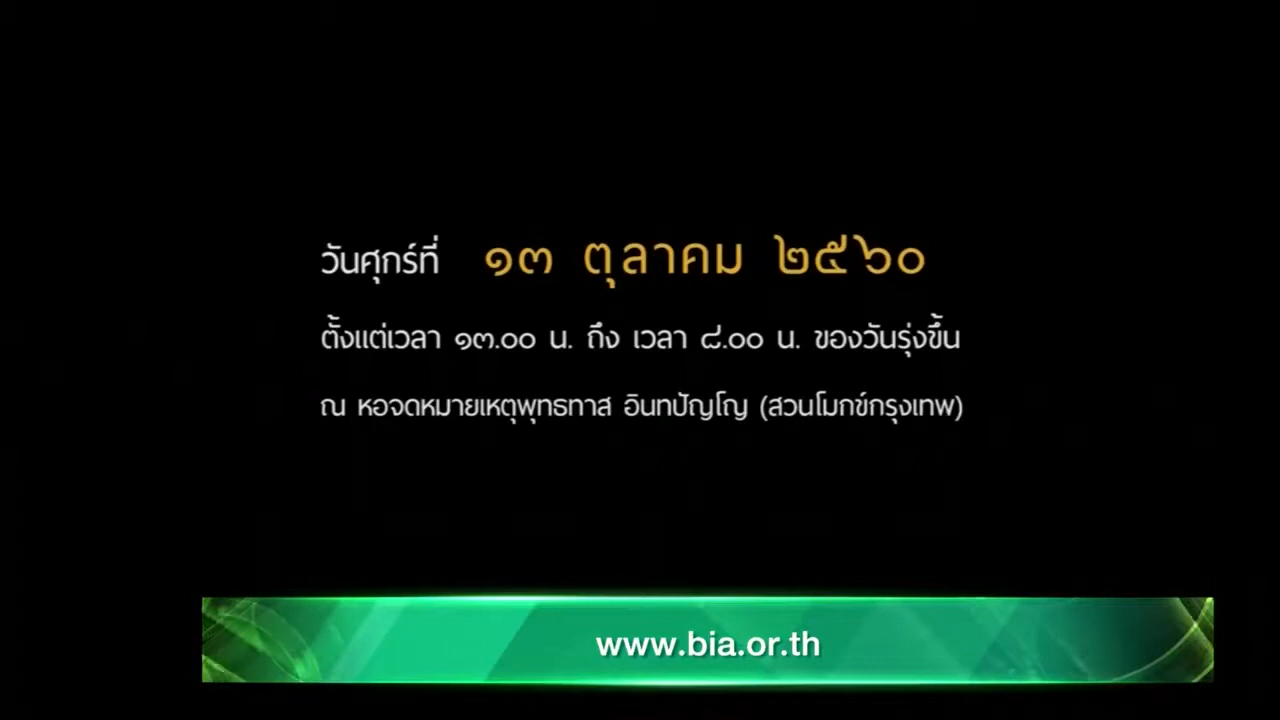 วันศุกร์ที่ ๑๓ ตุลาคม ๒๕๖๐
ตั้งแต่เวลา ๑๓.๐๐ น. ถึง เวลา ๘.๐๐ น. ของวันรุ่งขึ้น
ณ หอจดหมายเหตุพุทธทาส อินทปัญโญ (สวนโมกข์กรุงเทพ)
www.bia.or.th